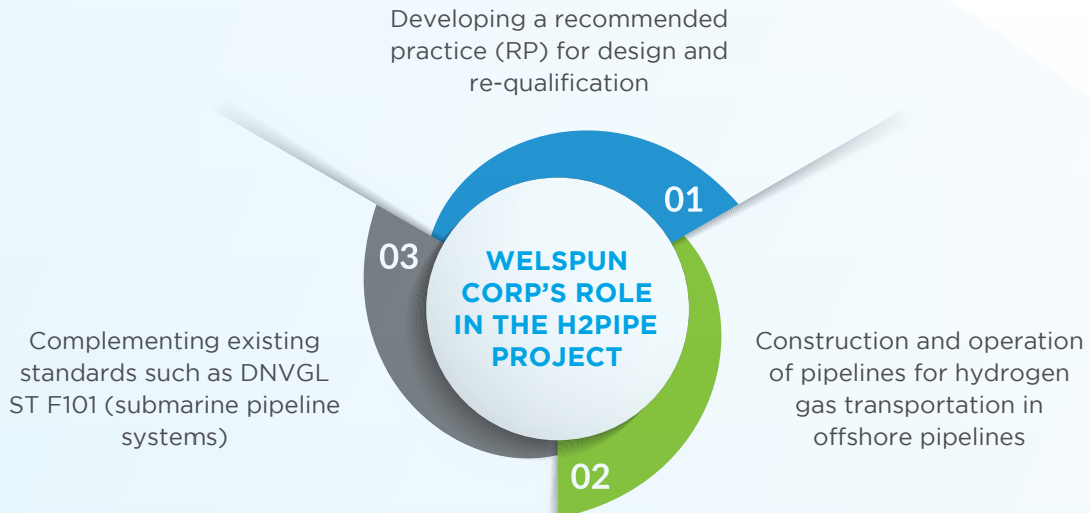 Developing a recommended
practice (RP) for design and
re-qualification
01
WELSPUN
CORP'S ROLE
IN THE H2PIPE
PROJECT
Construction and operation
of pipelines for hydrogen
gas transportation in
offshore pipelines
02
03
Complementing existing
standards such as DNVGL
ST F101 (submarine pipeline
systems)